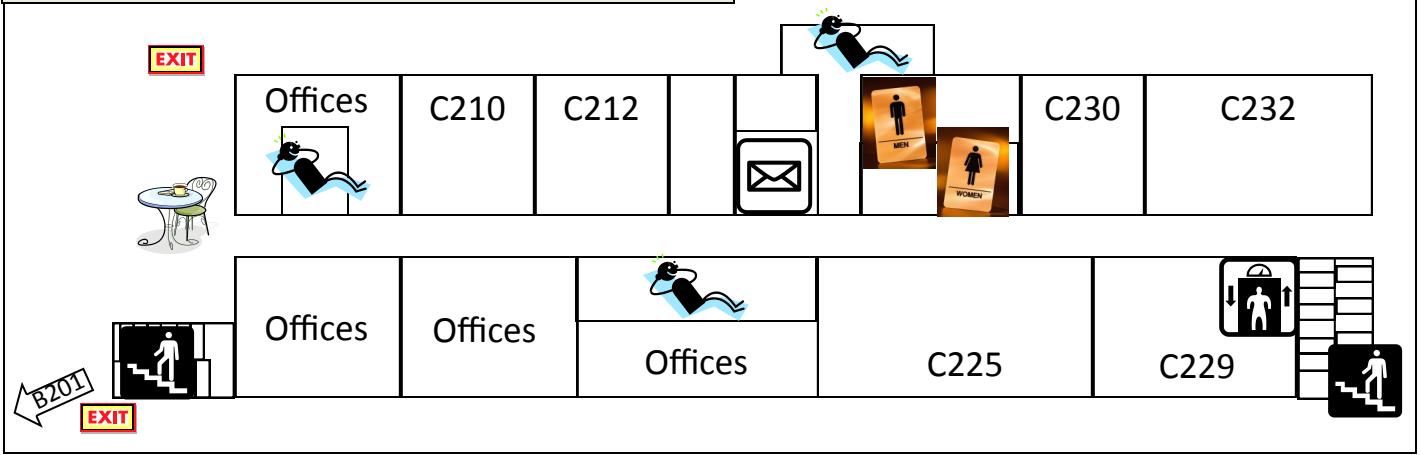 EXIT
Offices
C210
C212
MEN
WOMEN
C230
C232
Offices
Offices
Offices
C225
C229
B201
EXIT